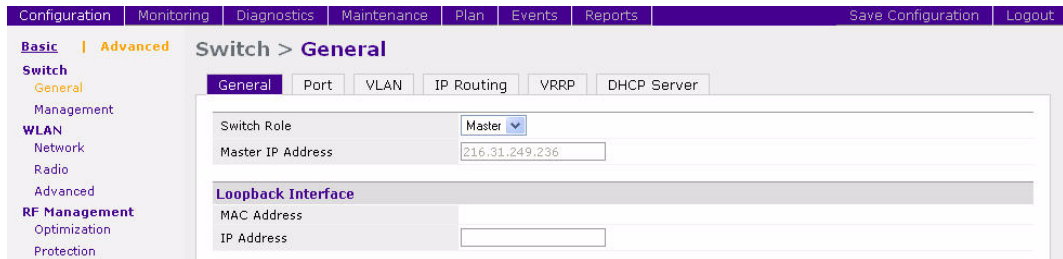 Configuration Monitoring Diagnostics Maintenance Plan Events Reports Save Configuration Logout
Basic | Advanced
Switch
General
Management
WLAN
Network
Radio
Advanced
RF Management
Optimization
Protection
Switch > General
General Port VLAN IP Routing VRRP DHCP Server
Switch Role Master
Master IP Address 216.31.249.236
Loopback Interface
MAC Address
IP Address